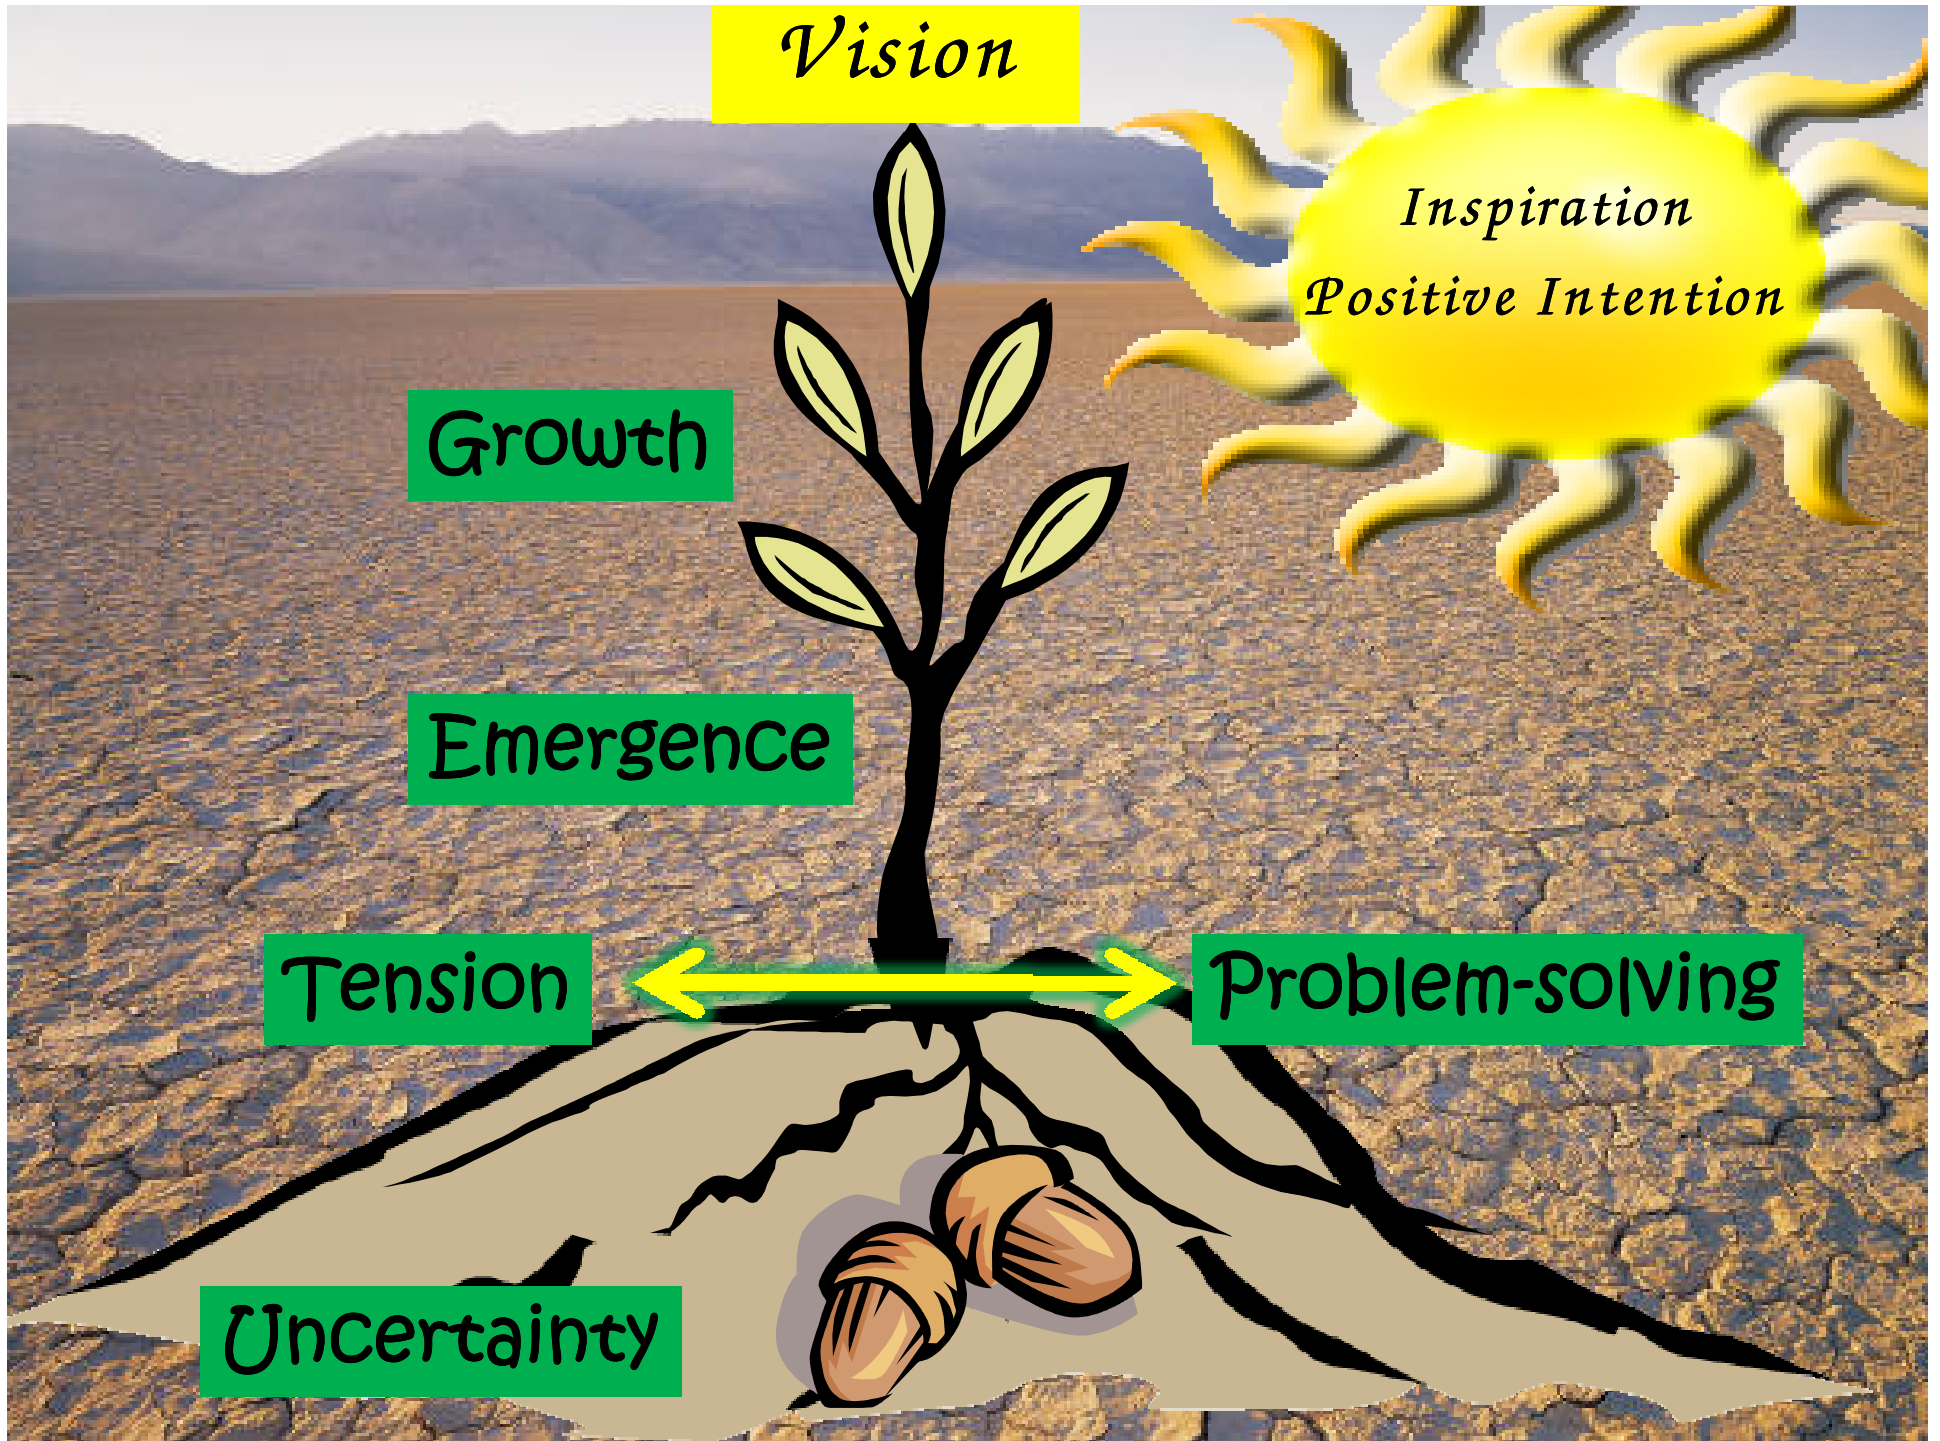 Vision
Inspiration
Positive Intention
Growth
Emergence
Tension
Problem-solving
Uncertainty